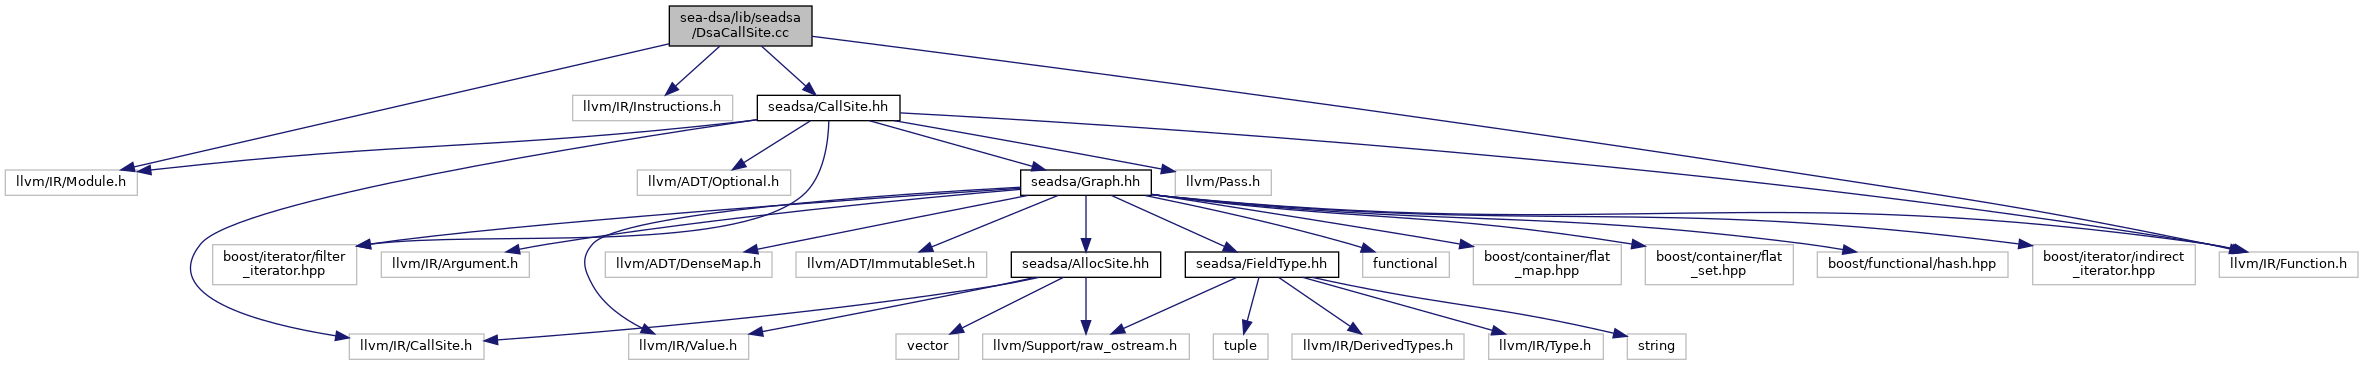 sea-dsa/lib/seadsa
/DsaCallSite.cc
llvm/IR/Instructions.h
seadsa/CallSite.hh
llvm/IR/Module.h
llvm/ADT/Optional.h
seadsa/Graph.hh
llvm/Pass.h
boost/iterator/filter
_iterator.hpp
llvm/IR/Argument.h
llvm/ADT/DenseMap.h
llvm/ADT/ImmutableSet.h
seadsa/AllocSite.hh
seadsa/FieldType.hh
functional
boost/container/flat
_map.hpp
boost/container/flat
_set.hpp
boost/functional/hash.hpp
boost/iterator/indirect
_iterator.hpp
llvm/IR/Function.h
llvm/IR/CallSite.h
llvm/IR/Value.h
vector
llvm/Support/raw_ostream.h
tuple
llvm/IR/DerivedTypes.h
llvm/IR/Type.h
string